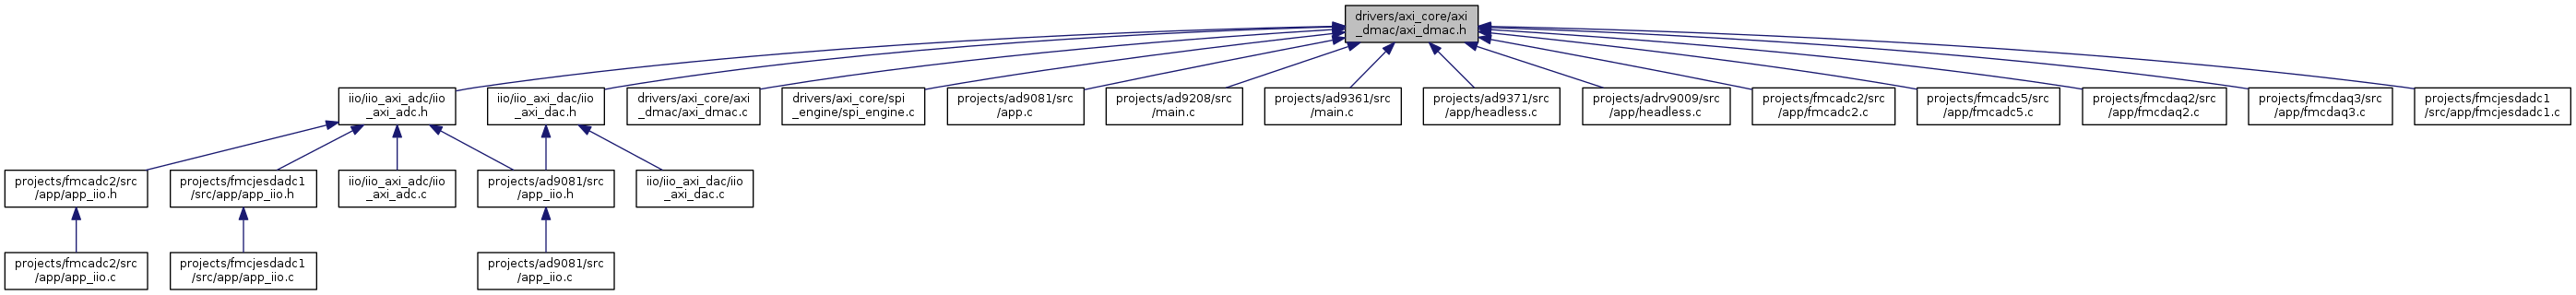 drivers/axi_core/axi
_dmac/axi_dmac.h
iio/iio_axi_adc/iio
_axi_adc.h
iio/iio_axi_dac/iio
_axi_dac.h
drivers/axi_core/axi
_dmac/axi_dmac.c
drivers/axi_core/spi
_engine/spi_engine.c
projects/ad9081/src
/app.c
projects/ad9208/src
/main.c
projects/ad9361/src
/main.c
projects/ad9371/src
/app/headless.c
projects/adrv9009/src
/app/headless.c
projects/fmcadc2/src
/app/fmcadc2.c
projects/fmcadc5/src
/app/fmcadc5.c
projects/fmcdaq2/src
/app/fmcdaq2.c
projects/fmcdaq3/src
/app/fmcdaq3.c
projects/fmcjesdadc1
/src/app/fmcjesdadc1.c
projects/fmcadc2/src
/app/app_iio.h
projects/fmcjesdadc1
/src/app/app_iio.h
iio/iio_axi_adc/iio
_axi_adc.c
projects/ad9081/src
/app_iio.h
iio/iio_axi_dac/iio
_axi_dac.c
projects/fmcadc2/src
/app/app_iio.c
projects/fmcjesdadc1
/src/app/app_iio.c
projects/ad9081/src
/app_iio.c